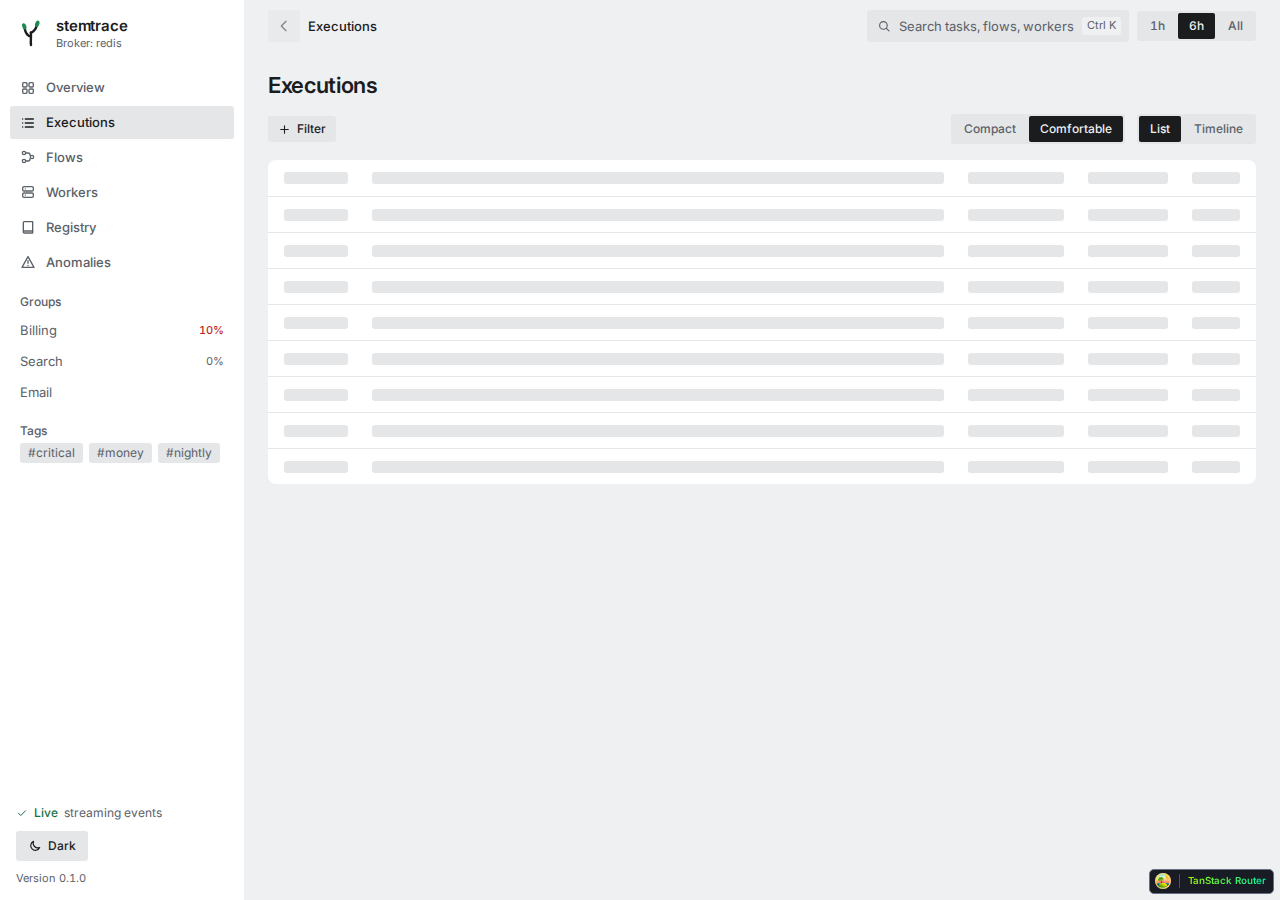 stemtrace
Broker: redis
Overview
Executions
Flows
Workers
Registry
Anomalies
Groups
Billing 10%
Search 0%
Email
Tags
#critical #money #nightly
Live streaming events
Dark
Version 0.1.0
Executions
Search tasks, flows, workers Ctrl K
1h 6h All
Executions
Filter
Compact Comfortable
List Timeline
TanStack Router